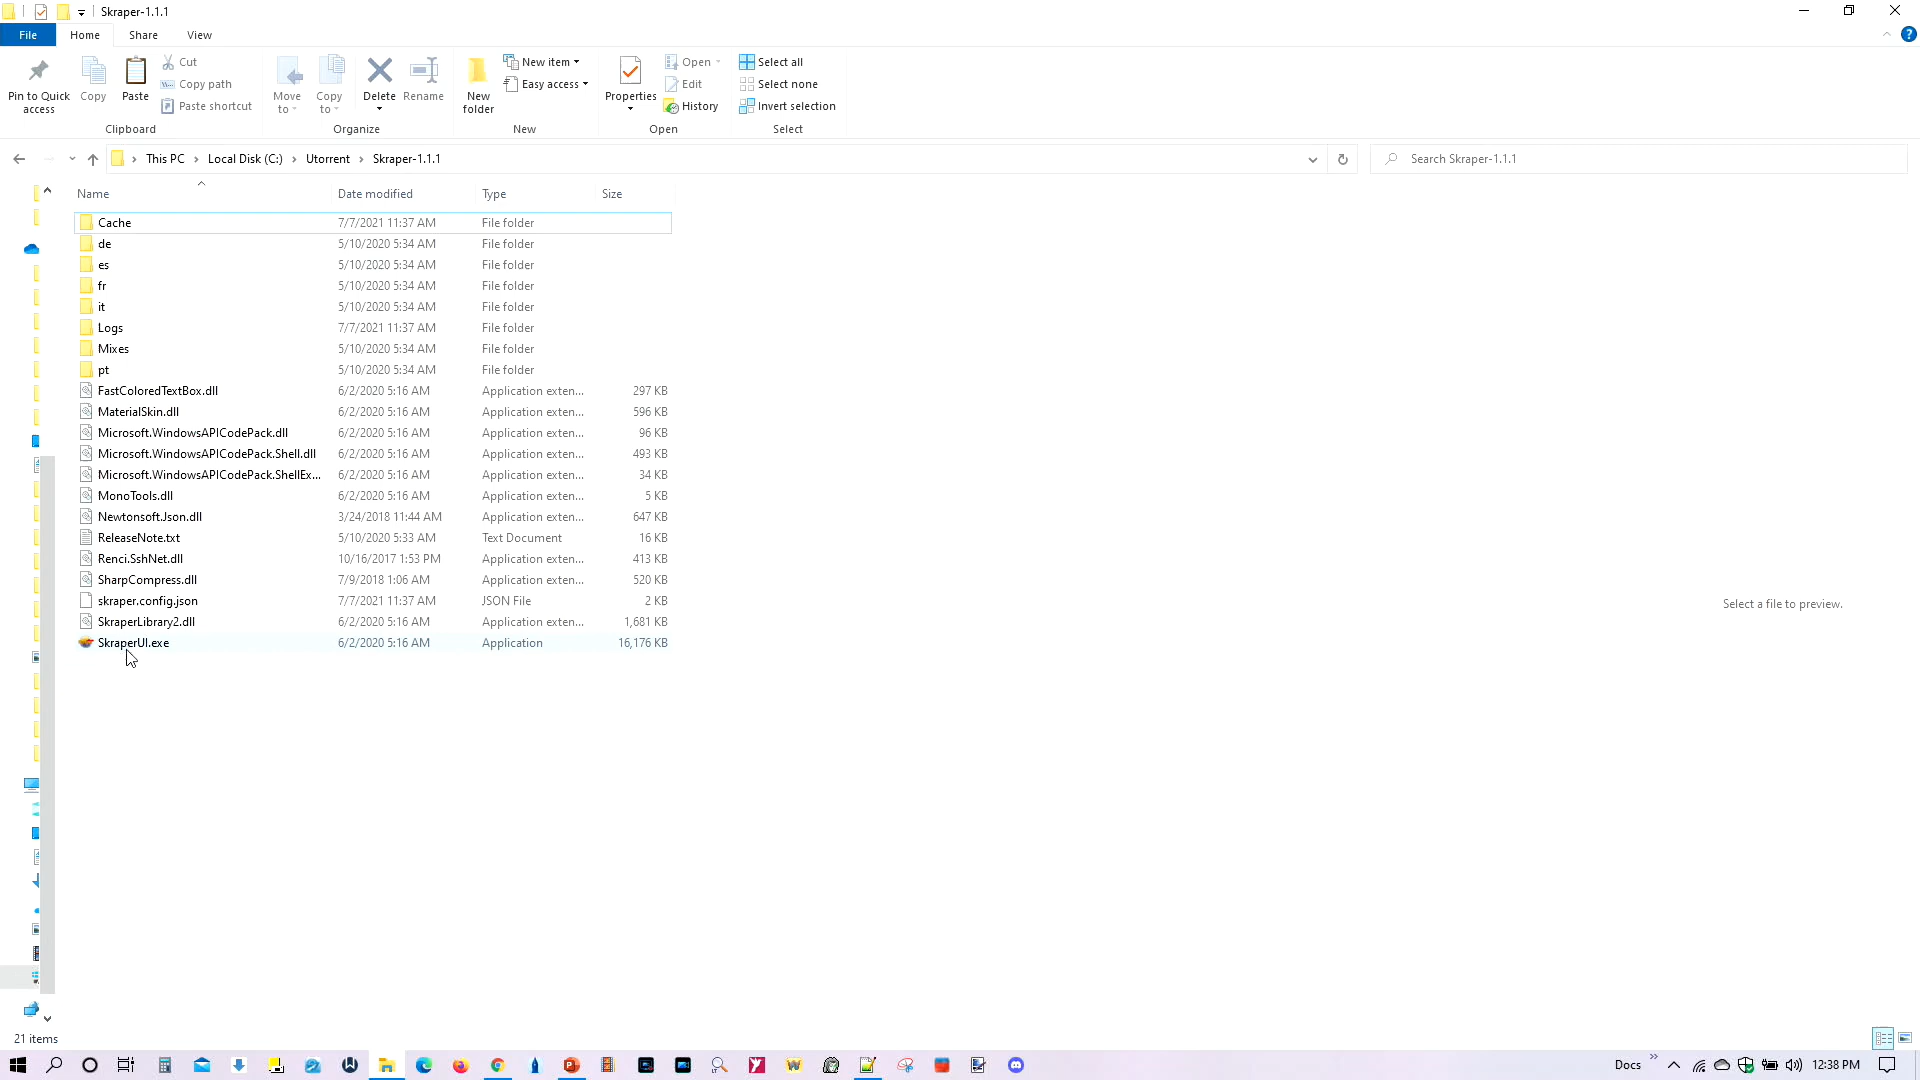 Skraper-1.1.1
File Home Share View
Pin to Quick access Copy Paste Cut Copy path Paste shortcut Move to Copy to Delete Rename New folder New item Easy access Properties Open Edit History Select all Select none Invert selection
Clipboard Organize New Open Select
This PC Local Disk (C:) Utorrent Skraper-1.1.1 Search Skraper-1.1.1
Name Date modified Type Size
Cache 7/7/2021 11:37 AM File folder
de 5/10/2020 5:34 AM File folder
es 5/10/2020 5:34 AM File folder
fr 5/10/2020 5:34 AM File folder
it 5/10/2020 5:34 AM File folder
Logs 7/7/2021 11:37 AM File folder
Mixes 5/10/2020 5:34 AM File folder
pt 5/10/2020 5:34 AM File folder
FastColoredTextBox.dll 6/2/2020 5:16 AM Application exten... 297 KB
MaterialSkin.dll 6/2/2020 5:16 AM Application exten... 596 KB
Microsoft.WindowsAPICodePack.dll 6/2/2020 5:16 AM Application exten... 96 KB
Microsoft.WindowsAPICodePack.Shell.dll 6/2/2020 5:16 AM Application exten... 493 KB
Microsoft.WindowsAPICodePack.ShellEx... 6/2/2020 5:16 AM Application exten... 34 KB
MonoTools.dll 6/2/2020 5:16 AM Application exten... 5 KB
Newtonsoft.Json.dll 3/24/2018 11:44 AM Application exten... 647 KB
ReleaseNote.txt 5/10/2020 5:33 AM Text Document 16 KB
Renci.SshNet.dll 10/16/2017 1:53 PM Application exten... 413 KB
SharpCompress.dll 7/9/2018 1:06 AM Application exten... 520 KB
skraper.config.json 7/7/2021 11:37 AM JSON File 2 KB
SkraperLibrary2.dll 6/2/2020 5:16 AM Application exten... 1,681 KB
SkraperUI.exe 6/2/2020 5:16 AM Application 16,176 KB
Select a file to preview.
21 items
Docs 12:38 PM